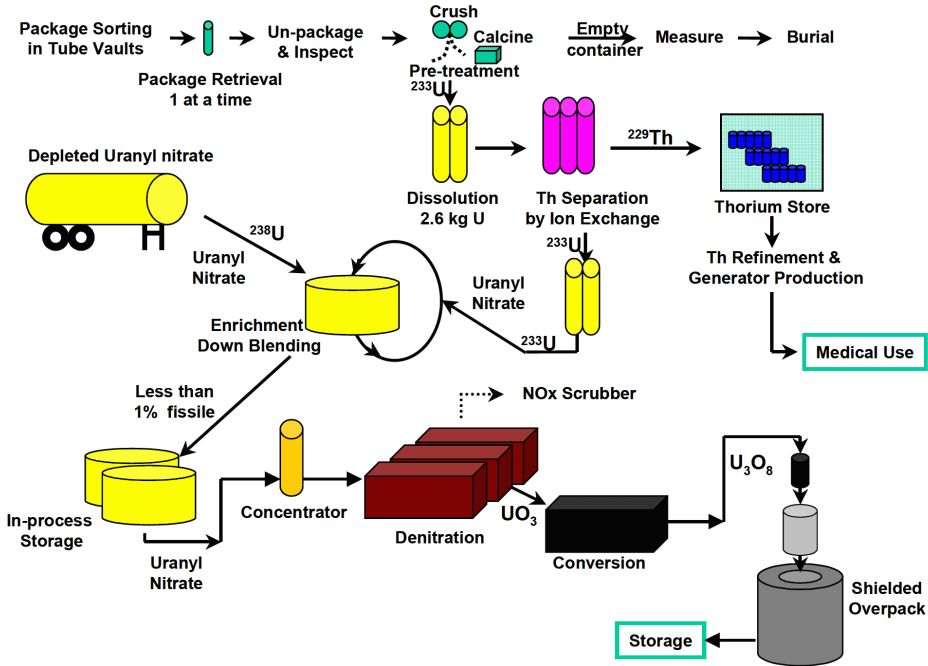 Package Sorting
in Tube Vaults
Package Retrieval
1 at a time
Un-package
& Inspect
Crush
Calcine
Pre-treatment
Empty
container
Measure
Burial
²³³U
Dissolution
2.6 kg U
Th Separation
by Ion Exchange
²²⁹Th
Thorium Store
Th Refinement &
Generator Production
Medical Use
Depleted Uranyl nitrate
²³⁸U
Uranyl
Nitrate
Enrichment
Down Blending
²³³U
Uranyl
Nitrate
²³³U
Less than
1% fissile
In-process
Storage
Uranyl
Nitrate
Concentrator
NOx Scrubber
Denitration
UO₃
Conversion
U₃O₈
Shielded
Overpack
Storage